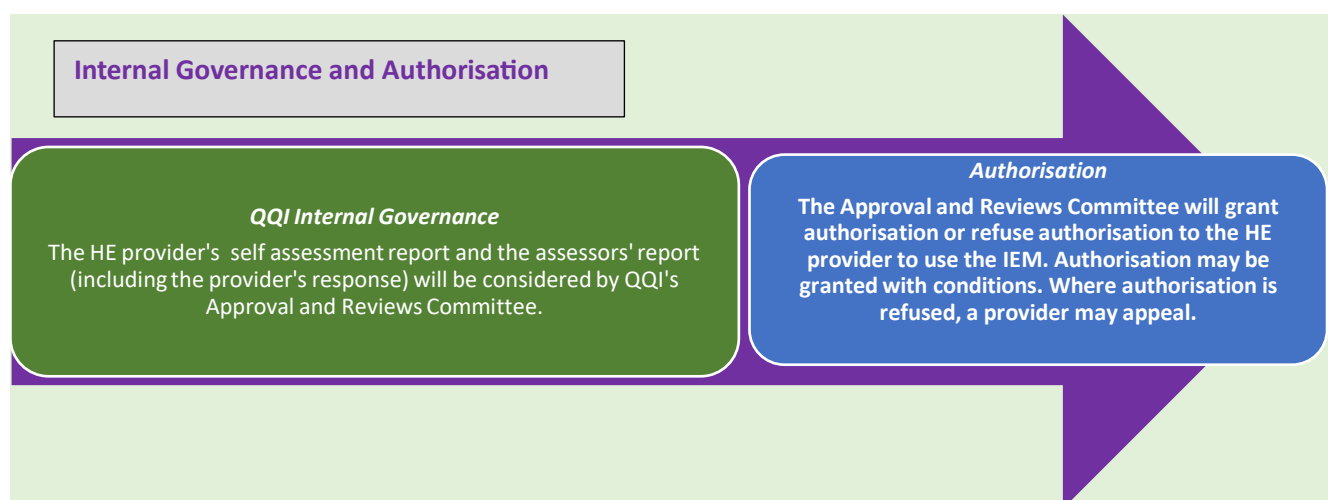 Internal Governance and Authorisation
QQI Internal Governance
The HE provider's  self assessment report and the assessors' report
(including the provider's response) will be considered by QQI's
Approval and Reviews Committee.
Authorisation
The Approval and Reviews Committee will grant
authorisation or refuse authorisation to the HE
provider to use the IEM. Authorisation may be
granted with conditions. Where authorisation is
refused, a provider may appeal.